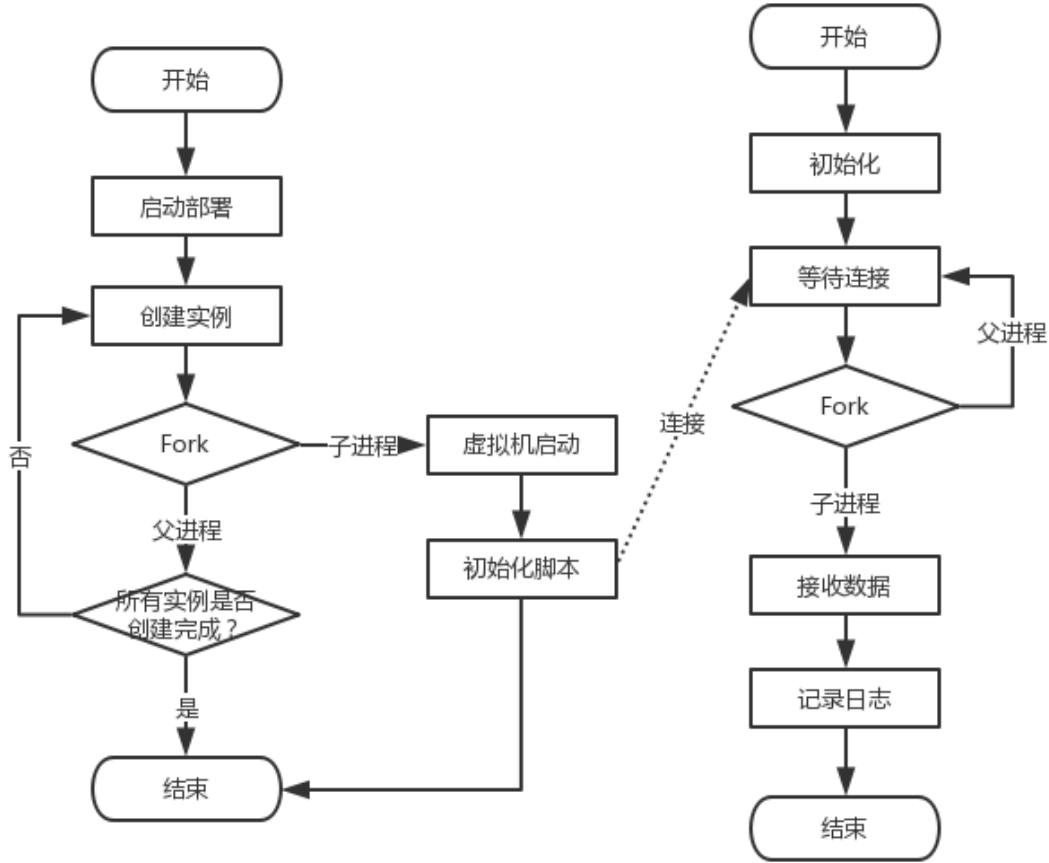 开始
启动部署
创建实例
Fork
子进程
虚拟机启动
初始化脚本
父进程
否
所有实例是否
创建完成？
是
结束
连接
开始
初始化
等待连接
父进程
Fork
子进程
接收数据
记录日志
结束